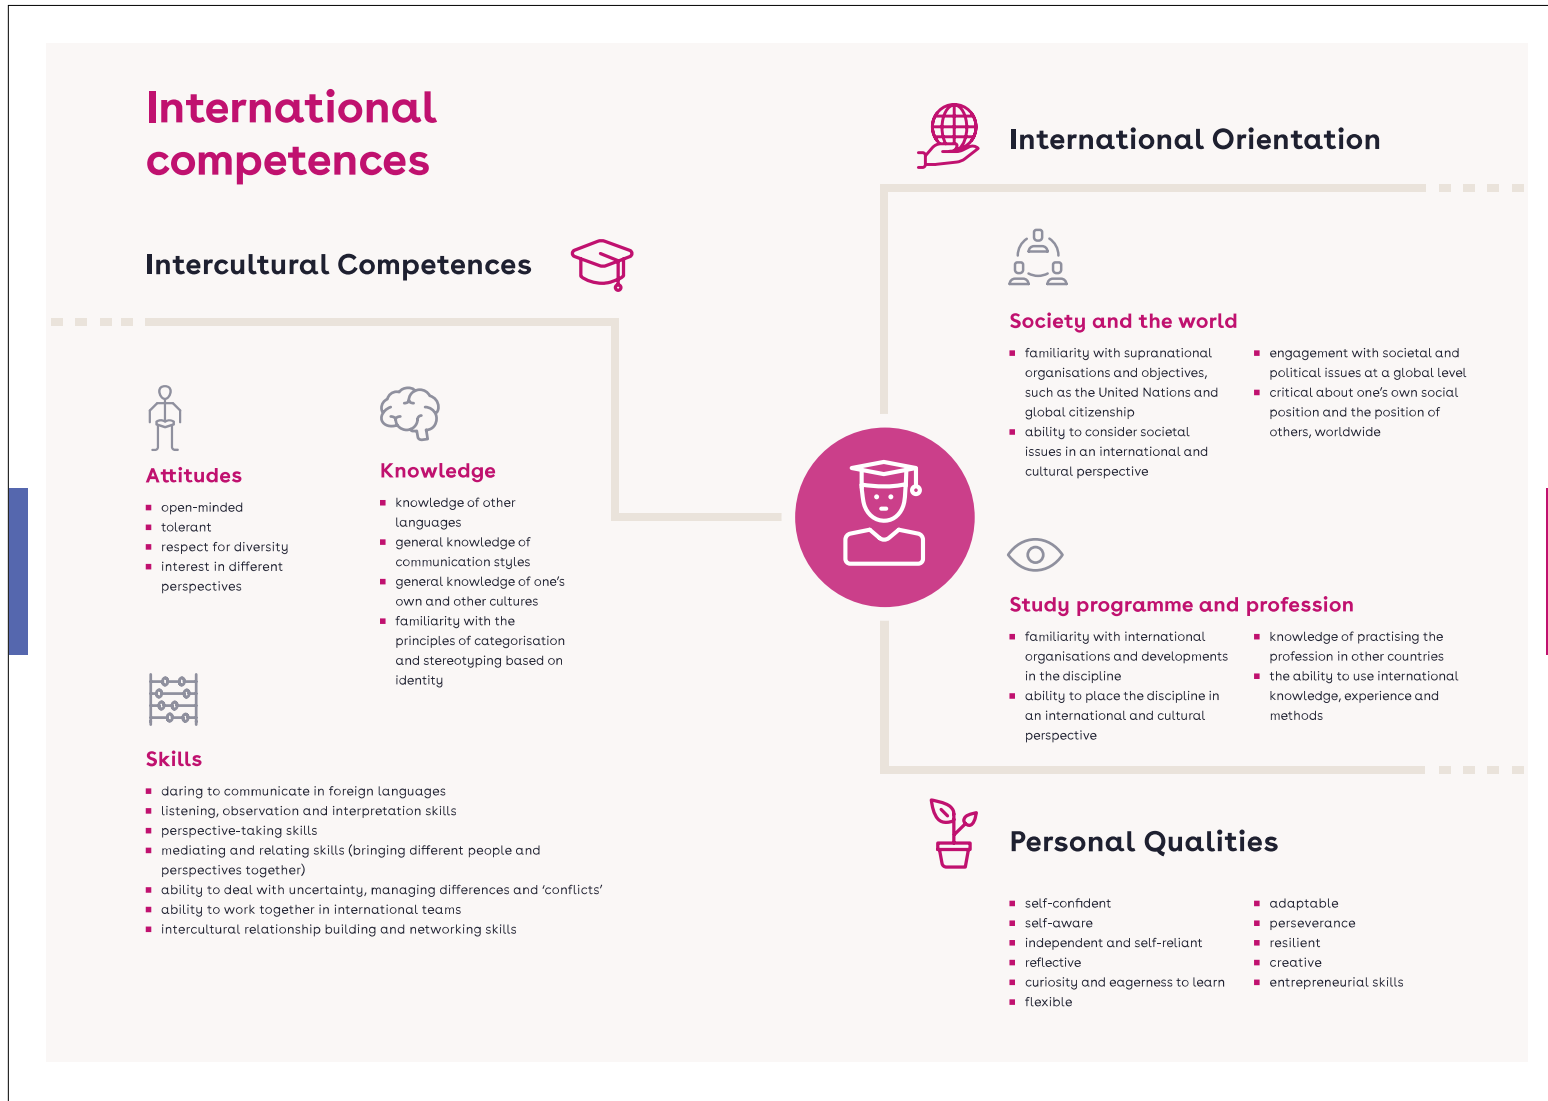 International
competences
Intercultural Competences
Attitudes
open-minded
tolerant
respect for diversity
interest in different
perspectives
Knowledge
knowledge of other
languages
general knowledge of
communication styles
general knowledge of one's
own and other cultures
familiarity with the
principles of categorisation
and stereotyping based on
identity
Skills
daring to communicate in foreign languages
listening, observation and interpretation skills
perspective-taking skills
mediating and relating skills (bringing different people and
perspectives together)
ability to deal with uncertainty, managing differences and ‘conflicts’
ability to work together in international teams
intercultural relationship building and networking skills
International Orientation
Society and the world
familiarity with supranational
organisations and objectives,
such as the United Nations and
global citizenship
ability to consider societal
issues in an international and
cultural perspective
engagement with societal and
political issues at a global level
critical about one's own social
position and the position of
others, worldwide
Study programme and profession
familiarity with international
organisations and developments
in the discipline
ability to place the discipline in
an international and cultural
perspective
knowledge of practising the
profession in other countries
the ability to use international
knowledge, experience and
methods
Personal Qualities
self-confident
self-aware
independent and self-reliant
reflective
curiosity and eagerness to learn
flexible
adaptable
perseverance
resilient
creative
entrepreneurial skills